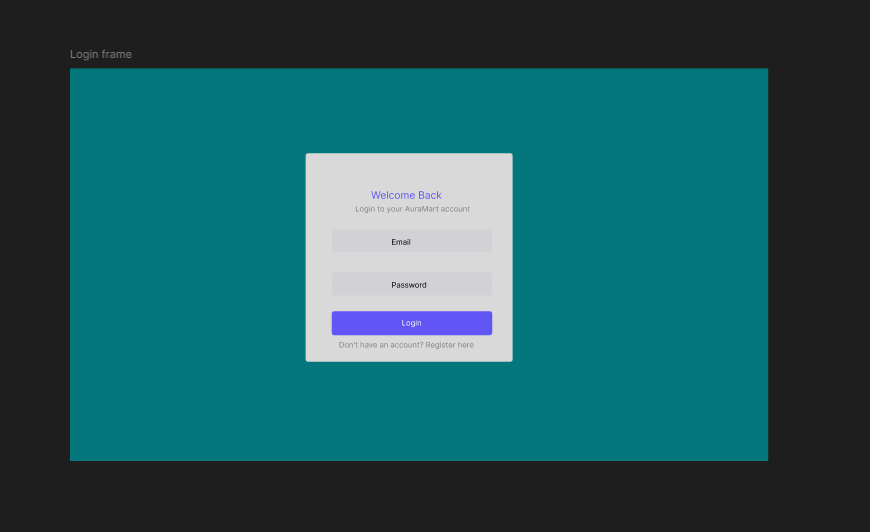 Login frame
Welcome Back
Login to your AuraMart account
Email
Password
Login
Don't have an account? Register here